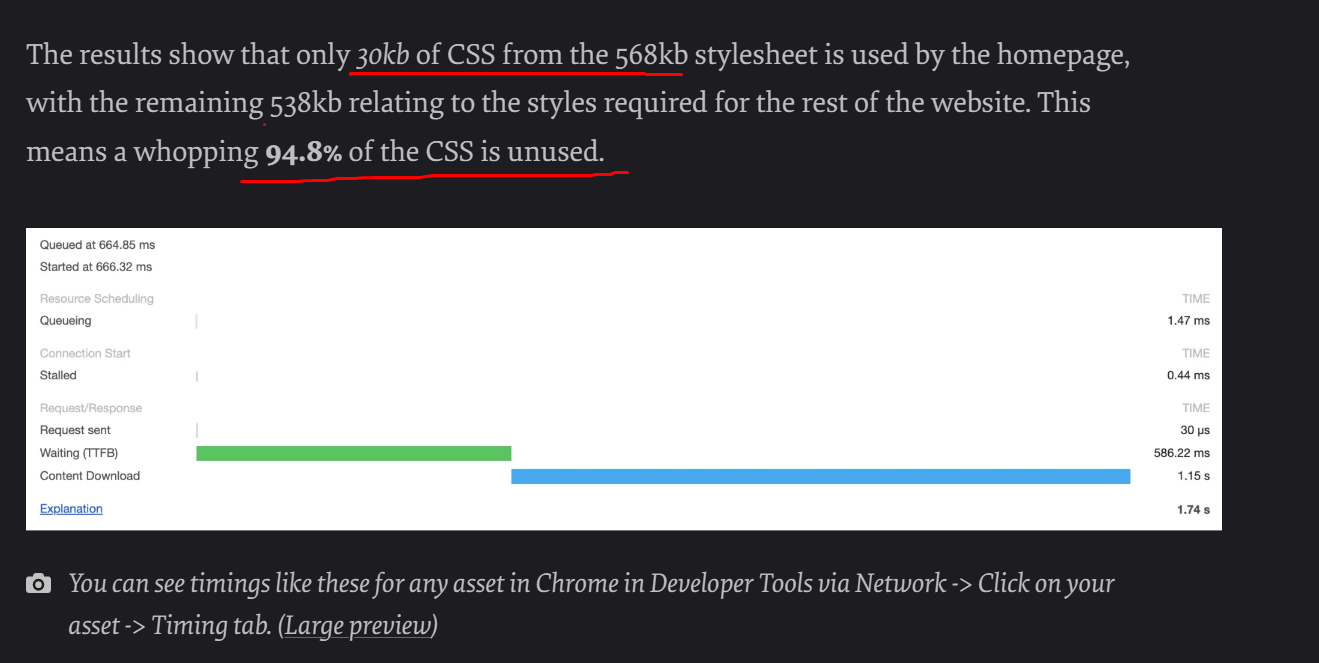 The results show that only 30kb of CSS from the 568kb stylesheet is used by the homepage,
with the remaining 538kb relating to the styles required for the rest of the website. This
means a whopping 94.8% of the CSS is unused.
Queued at 664.85 ms
Started at 666.32 ms
Resource Scheduling TIME
Queueing 1.47 ms
Connection Start TIME
Stalled 0.44 ms
Request/Response TIME
Request sent 30 µs
Waiting (TTFB) 586.22 ms
Content Download 1.15 s
Explanation 1.74 s
You can see timings like these for any asset in Chrome in Developer Tools via Network -> Click on your
asset -> Timing tab. (Large preview)